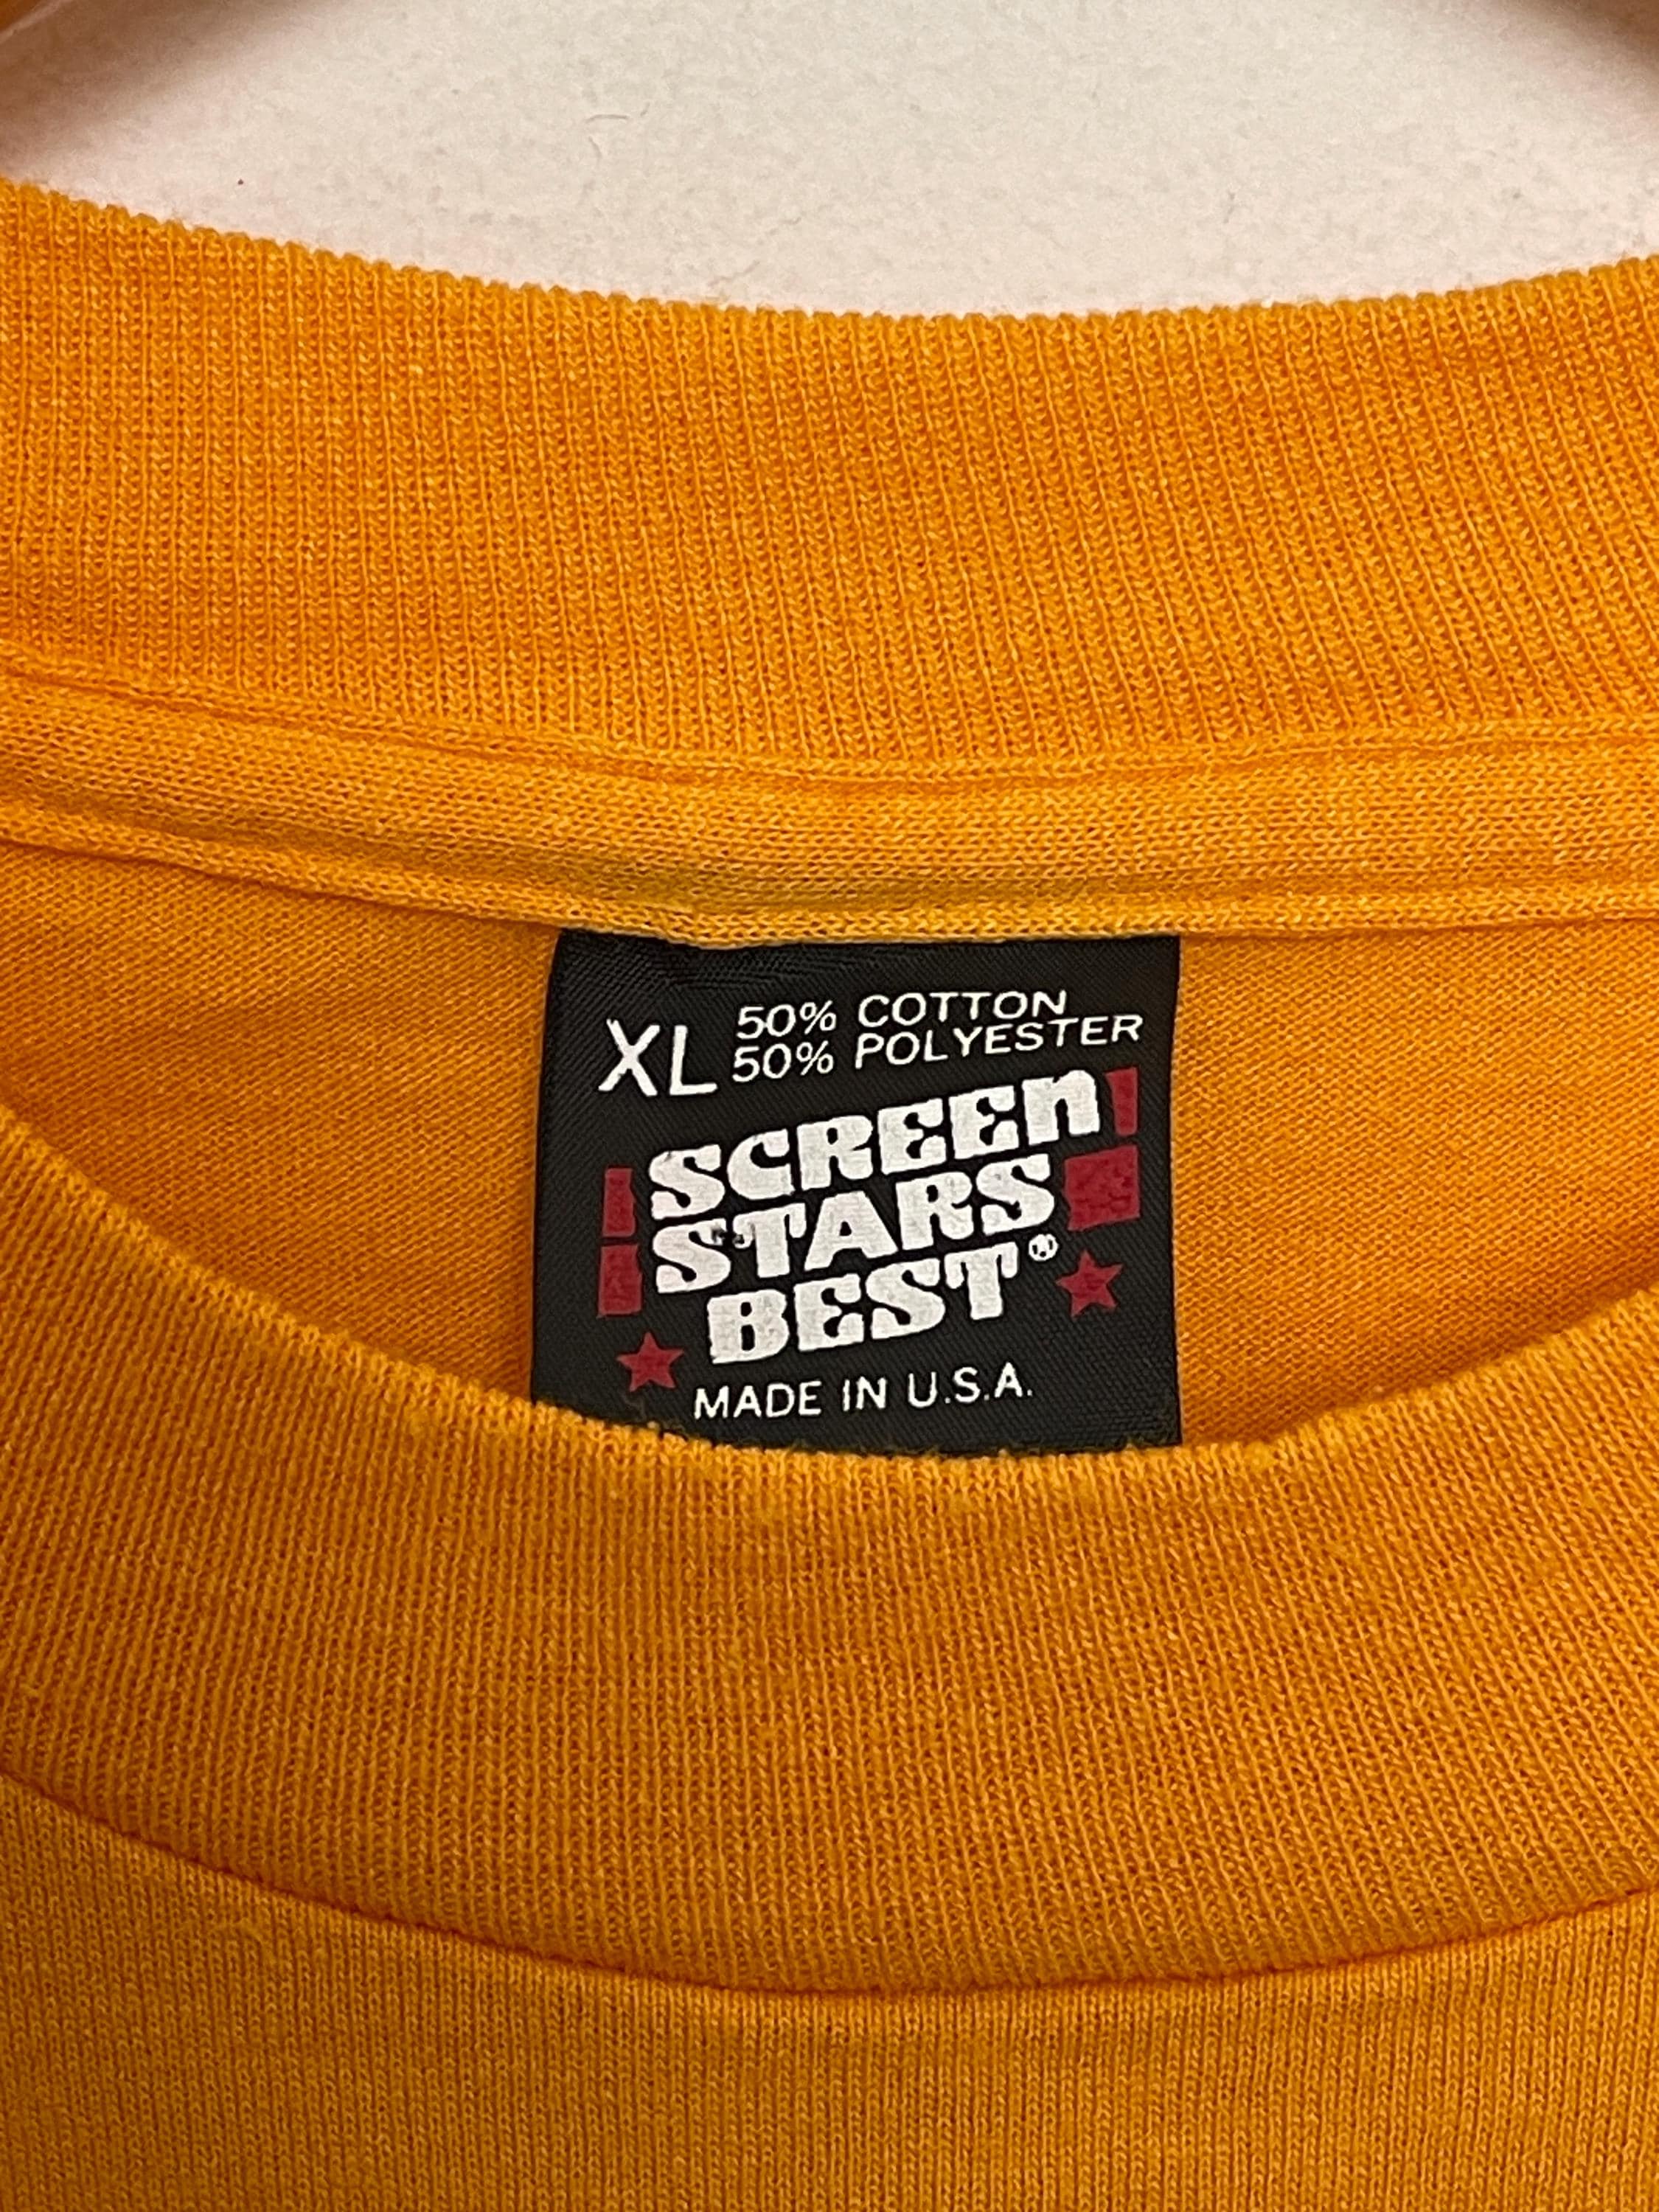 XL 50% COTTON
50% POLYESTER
SCREEN
STARS
BEST®
MADE IN U.S.A.